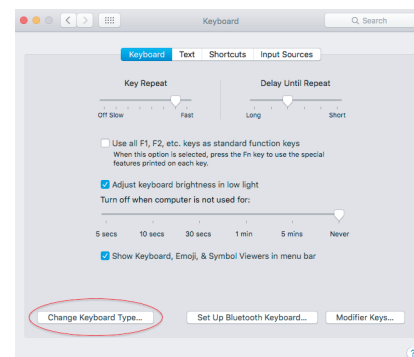 Keyboard
Search
Keyboard Text Shortcuts Input Sources
Key Repeat Delay Until Repeat
Off Slow Fast Long Short
Use all F1, F2, etc. keys as standard function keys
When this option is selected, press the Fn key to use the special
features printed on each key.
Adjust keyboard brightness in low light
Turn off when computer is not used for:
5 secs 10 secs 30 secs 1 min 5 mins Never
Show Keyboard, Emoji, & Symbol Viewers in menu bar
Change Keyboard Type... Set Up Bluetooth Keyboard... Modifier Keys...
?